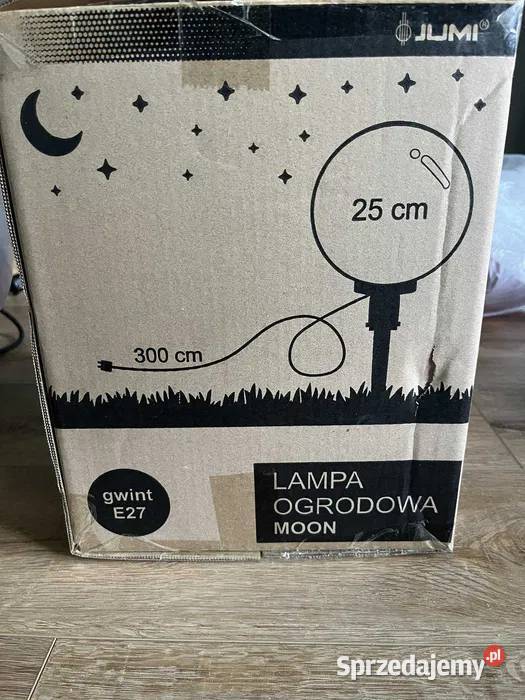 JUMI®
25 cm
300 cm
gwint
E27
LAMPA
OGRODOWA
MOON
Sprzedajemy.pl